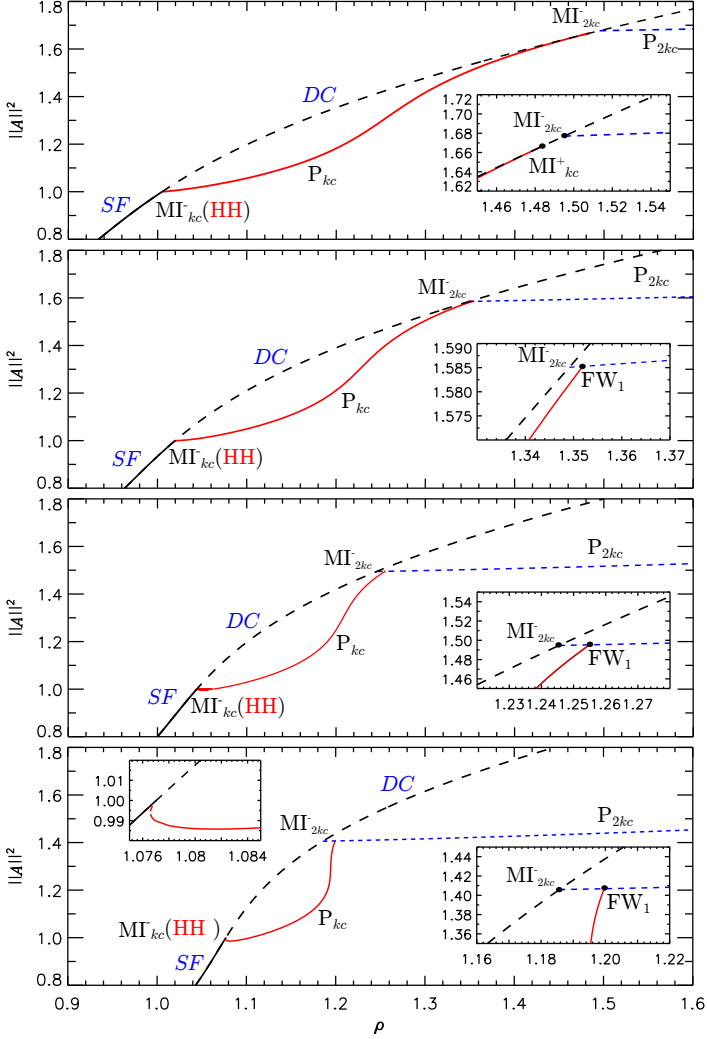 1.8
1.6
1.4
1.2
1.0
0.8
||A||²
MI⁻2kc
P2kc
DC
Pkc
SF
MI⁻kc(HH)
1.72
1.70
1.68
1.66
1.64
1.62
MI⁻2kc
MI⁺kc
1.46 1.48 1.50 1.52 1.54
1.8
1.6
1.4
1.2
1.0
0.8
||A||²
MI⁻2kc
P2kc
DC
Pkc
SF
MI⁻kc(HH)
1.590
1.585
1.580
1.575
MI⁻2kc
FW1
1.34 1.35 1.36 1.37
1.8
1.6
1.4
1.2
1.0
0.8
||A||²
MI⁻2kc
P2kc
DC
Pkc
SF
MI⁻kc(HH)
1.54
1.52
1.50
1.48
1.46
MI⁻2kc
FW1
1.23 1.24 1.25 1.26 1.27
1.8
1.6
1.4
1.2
1.0
0.8
||A||²
1.01
1.00
0.99
1.076 1.08 1.084
DC
MI⁻2kc
P2kc
Pkc
MI⁻kc(HH )
SF
1.44
1.42
1.40
1.38
1.36
MI⁻2kc
FW1
1.16 1.18 1.20 1.22
0.9 1.0 1.1 1.2 1.3 1.4 1.5 1.6
ρ